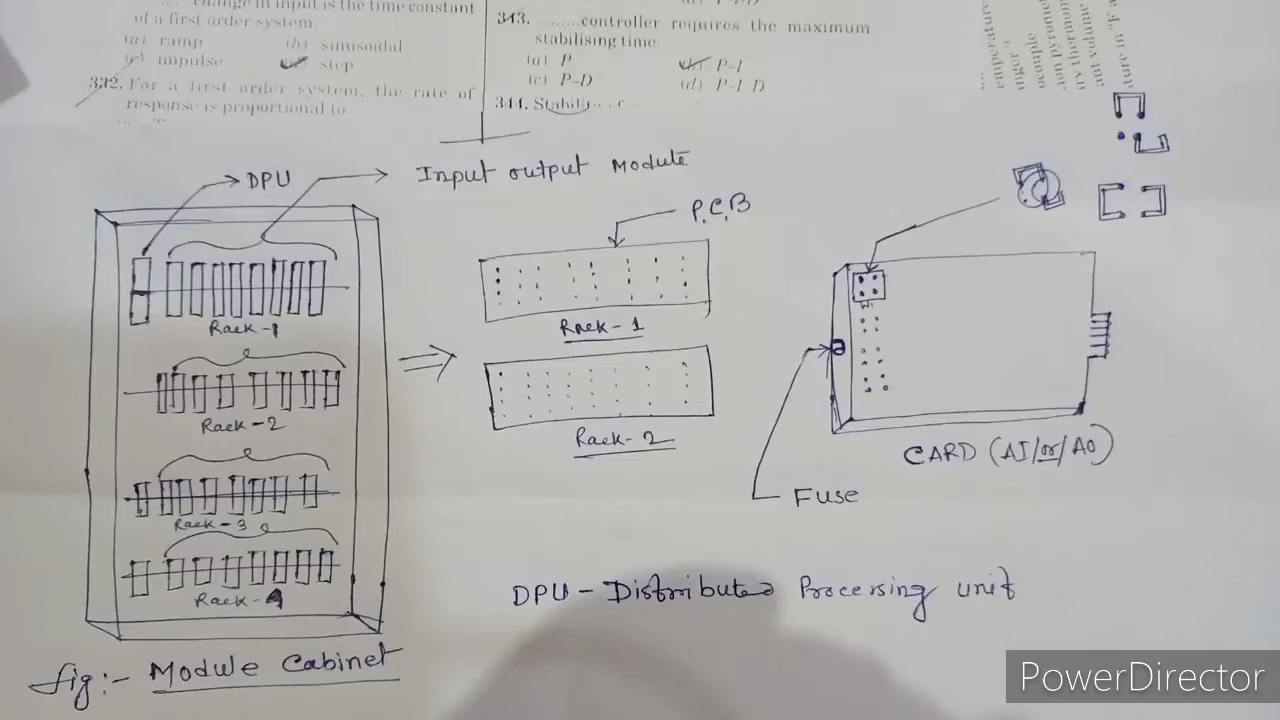 change in input is the time constant
of a first order system.
(a) ramp (b) sinusoidal
(c) impulse step
332. For a first order system, the rate of
response is proportional to
343. .........controller requires the maximum
stabilising time.
(a) P P-I
(c) P-D (d) P-I-D
344.
ture in
DPU
Input output Module
Rack-1
Rack-2
Rack-3
Rack-4
fig:- Module Cabinet
P.C.B
Rack-1
Rack-2
CARD (AI/or/AO)
Fuse
DPU - Distributed Processing unit
PowerDirector